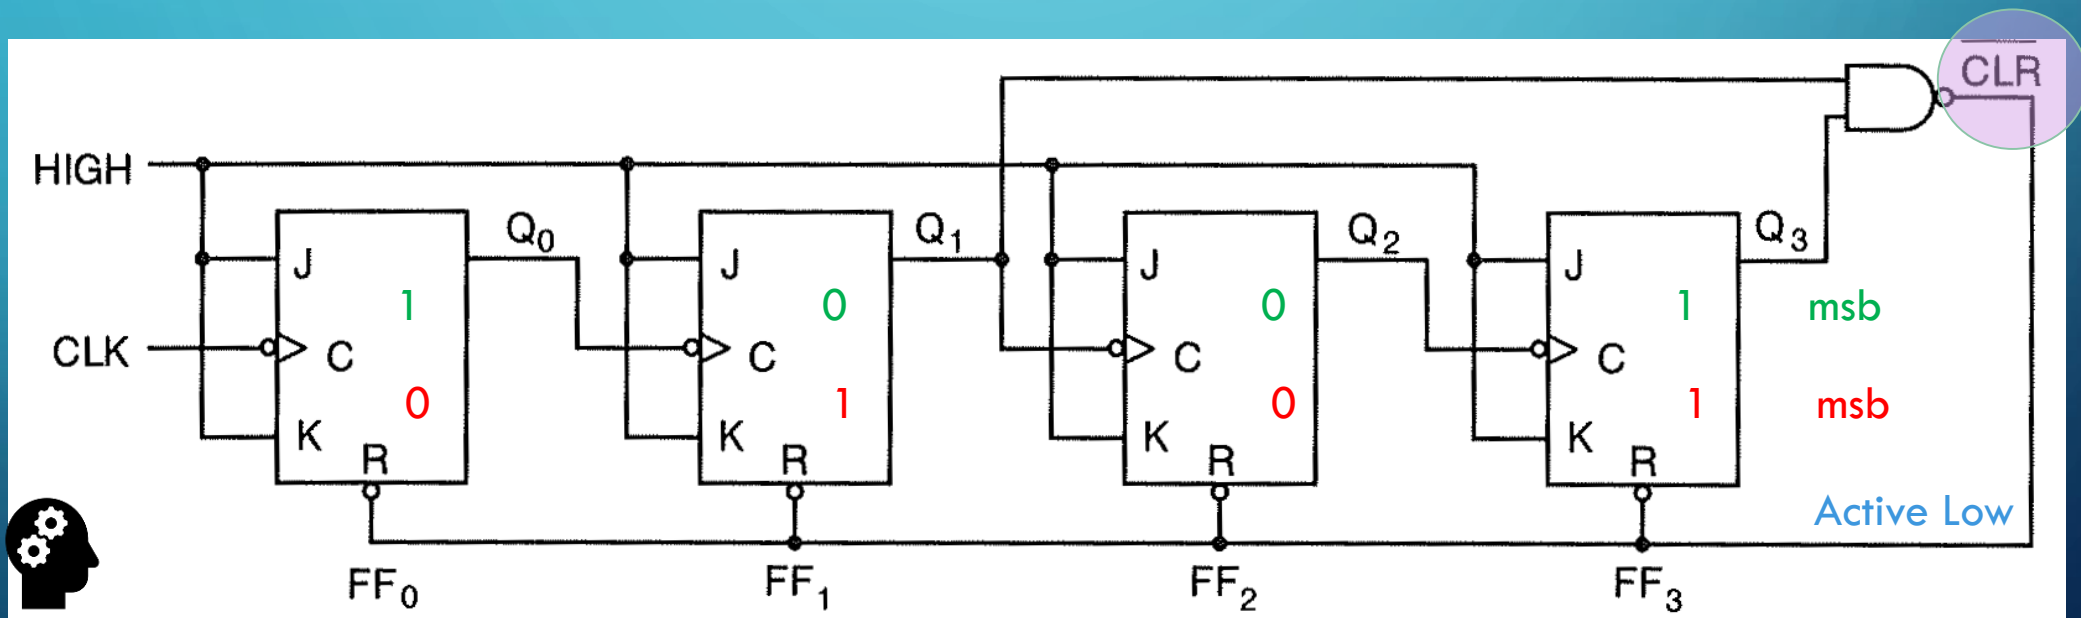 CLR
HIGH
Q0
Q1
Q2
Q3
J
J
J
J
1
0
0
1
msb
CLK
C
C
C
C
0
1
0
1
msb
K
K
K
K
R
R
R
R
Active Low
FF0
FF1
FF2
FF3